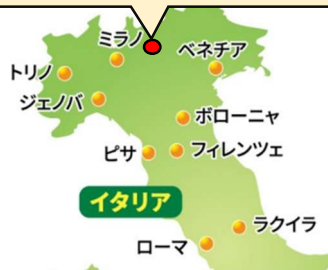 ミラノ
ベネチア
トリノ
ジェノバ
ボローニャ
ピサ
フィレンツェ
イタリア
ラクイラ
ローマ